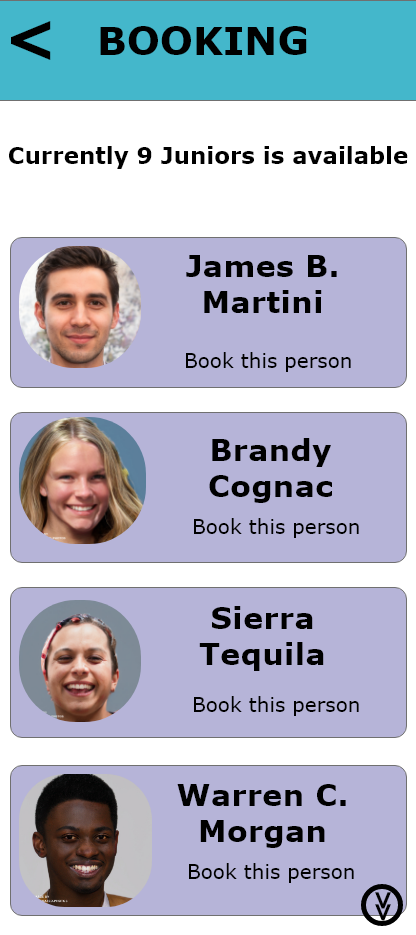 < BOOKING
Currently 9 Juniors is available
James B.
Martini
Book this person
Brandy
Cognac
Book this person
Sierra
Tequila
Book this person
Warren C.
Morgan
Book this person